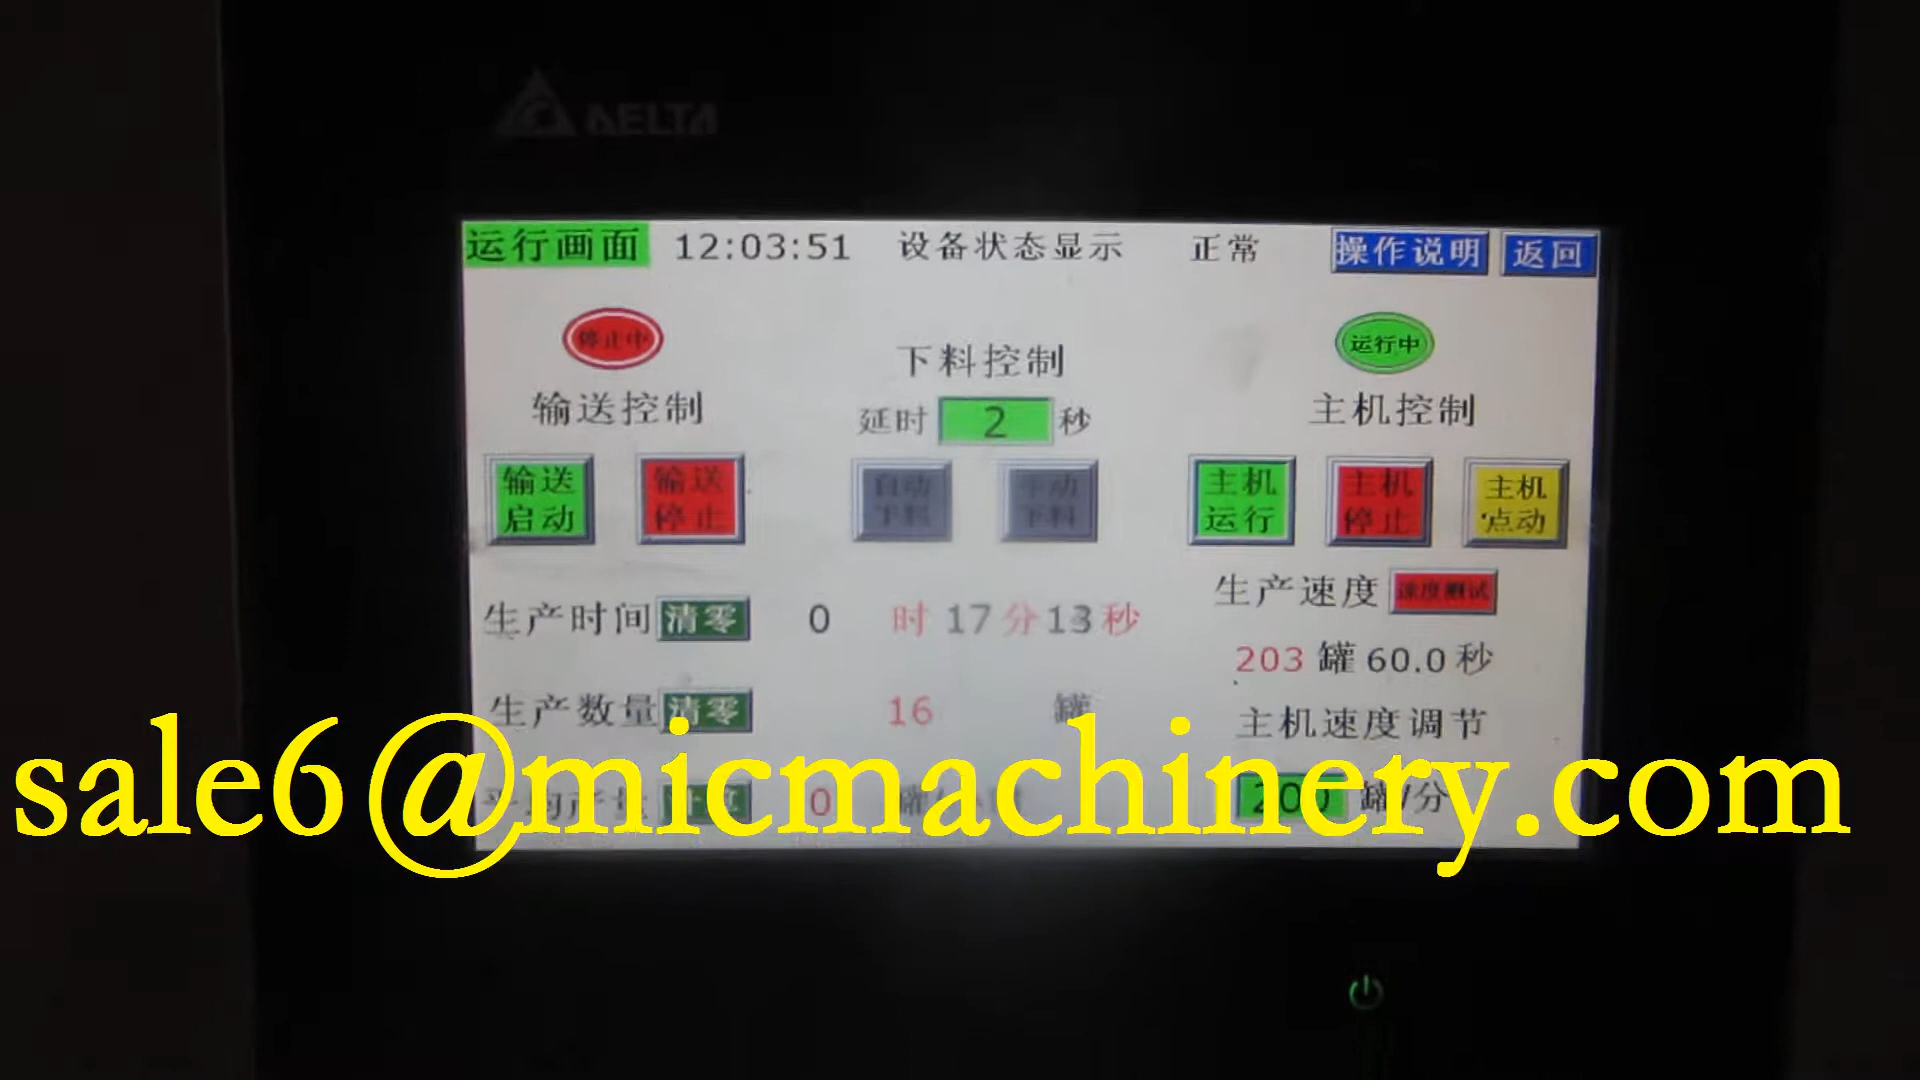 DELTA
运行画面 12:03:51 设备状态显示 正常 操作说明 返回
停止中 运行中
下料控制
输送控制 主机控制
延时 2 秒
输送启动 输送停止 自动下料 手动下料 主机运行 主机停止 主机点动
生产速度 速度测试
生产时间 清零 0 时 17 分 13 秒
203 罐 60.0 秒
生产数量 清零 16 罐
主机速度调节
sale6@micmachinery.com
平均产量 0
200 罐/分